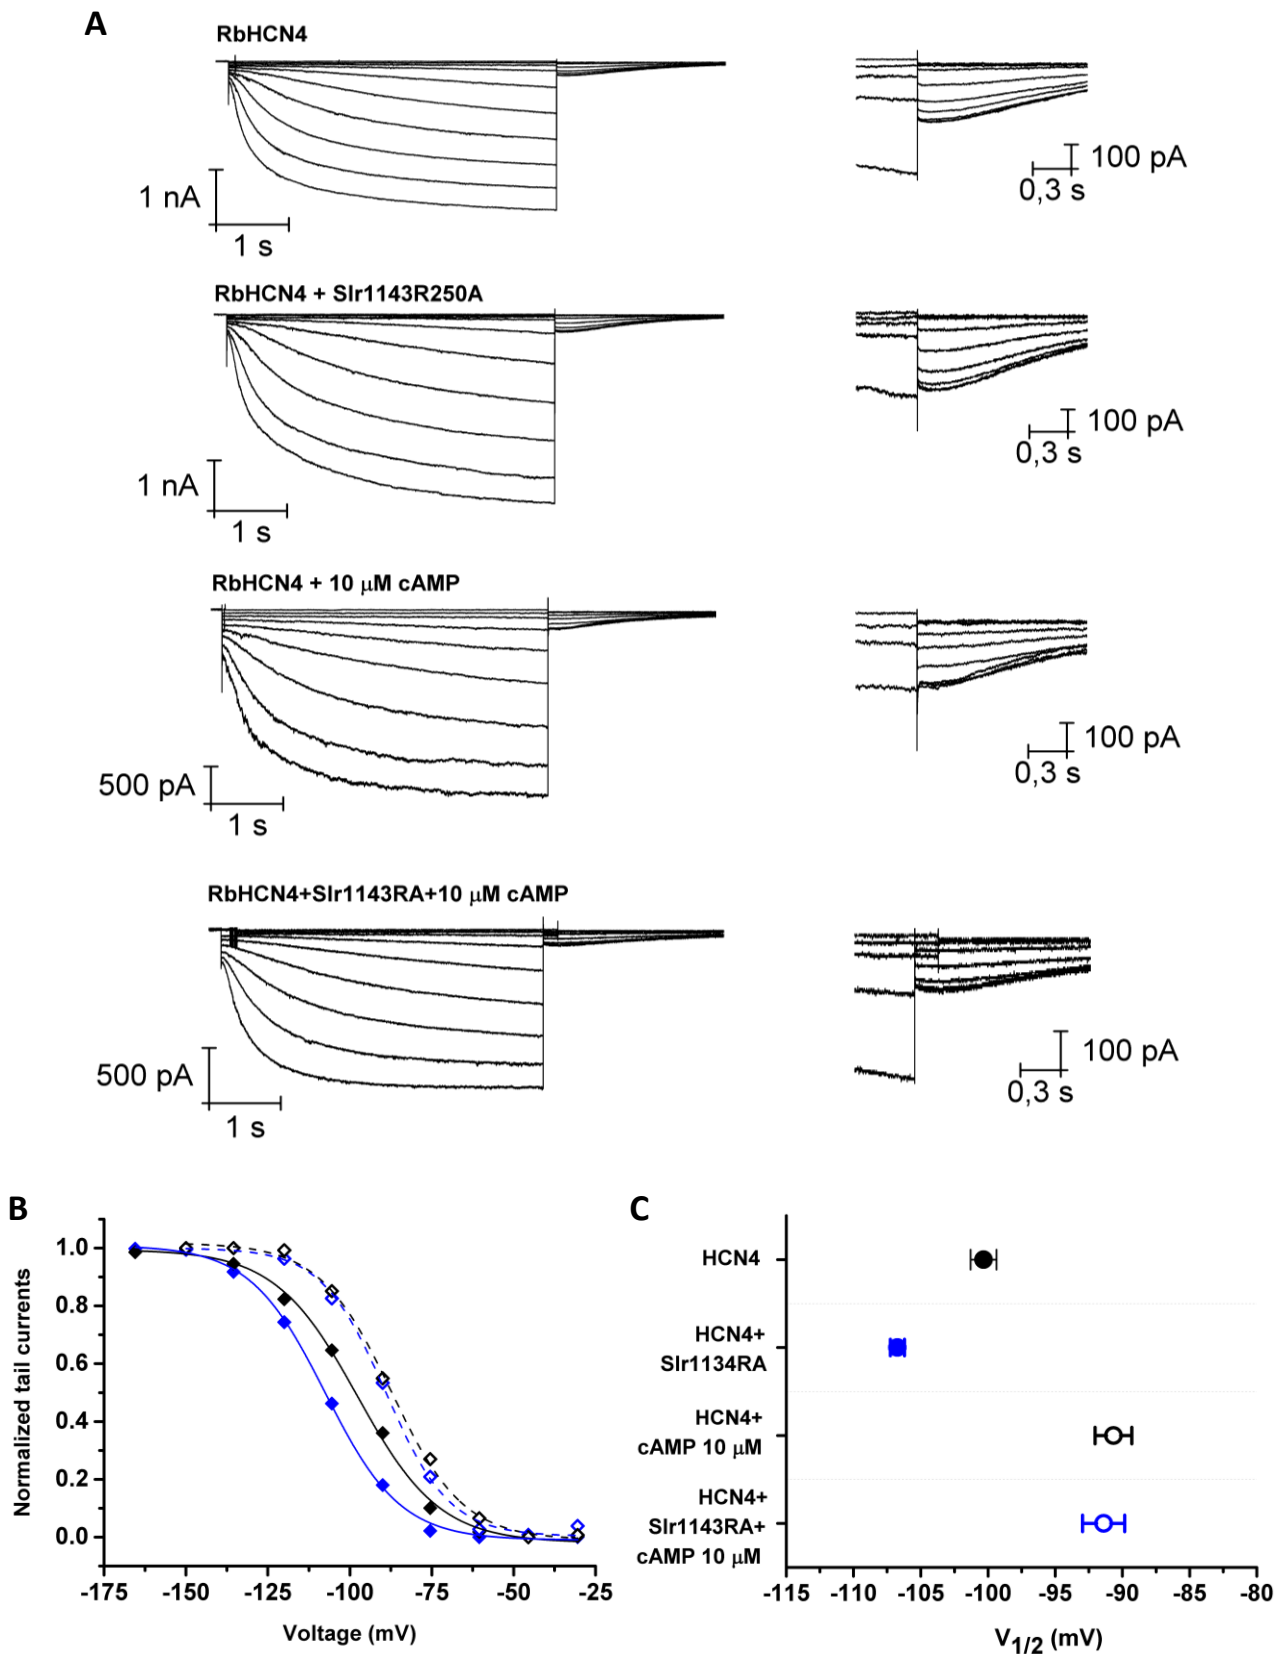 A
RbHCN4
1 nA
1 s
100 pA
0,3 s
RbHCN4 + Slr1143R250A
1 nA
1 s
100 pA
0,3 s
RbHCN4 + 10 μM cAMP
500 pA
1 s
100 pA
0,3 s
RbHCN4+Slr1143RA+10 μM cAMP
500 pA
1 s
100 pA
0,3 s
B
Normalized tail currents
1.0
0.8
0.6
0.4
0.2
0.0
-175 -150 -125 -100 -75 -50 -25
Voltage (mV)
C
HCN4
HCN4+
Slr1134RA
HCN4+
cAMP 10 μM
HCN4+
Slr1143RA+
cAMP 10 μM
-115 -110 -105 -100 -95 -90 -85 -80
V1/2 (mV)